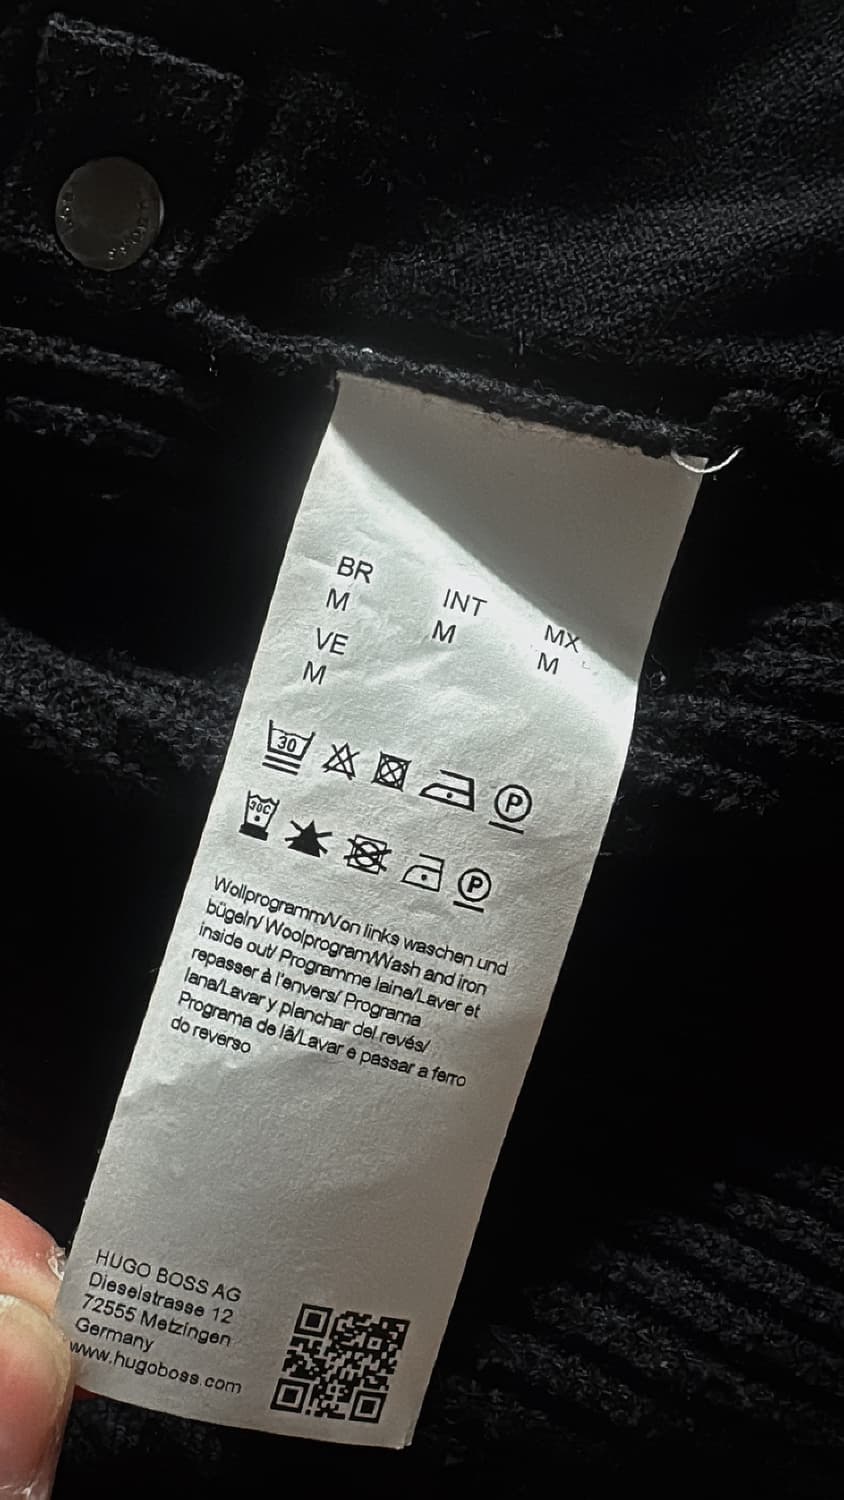 BR INT MX
M M M
VE
M
30
P
30C
P
Wollprogramm/Von links waschen und
bügeln/ Woolprogram/Wash and iron
inside out/ Programme laine/Laver et
repasser à l'envers/ Programa
lana/Lavar y planchar del revés/
Programa de lã/Lavar e passar a ferro
do reverso
HUGO BOSS AG
Dieselstrasse 12
72555 Metzingen
Germany
www.hugoboss.com